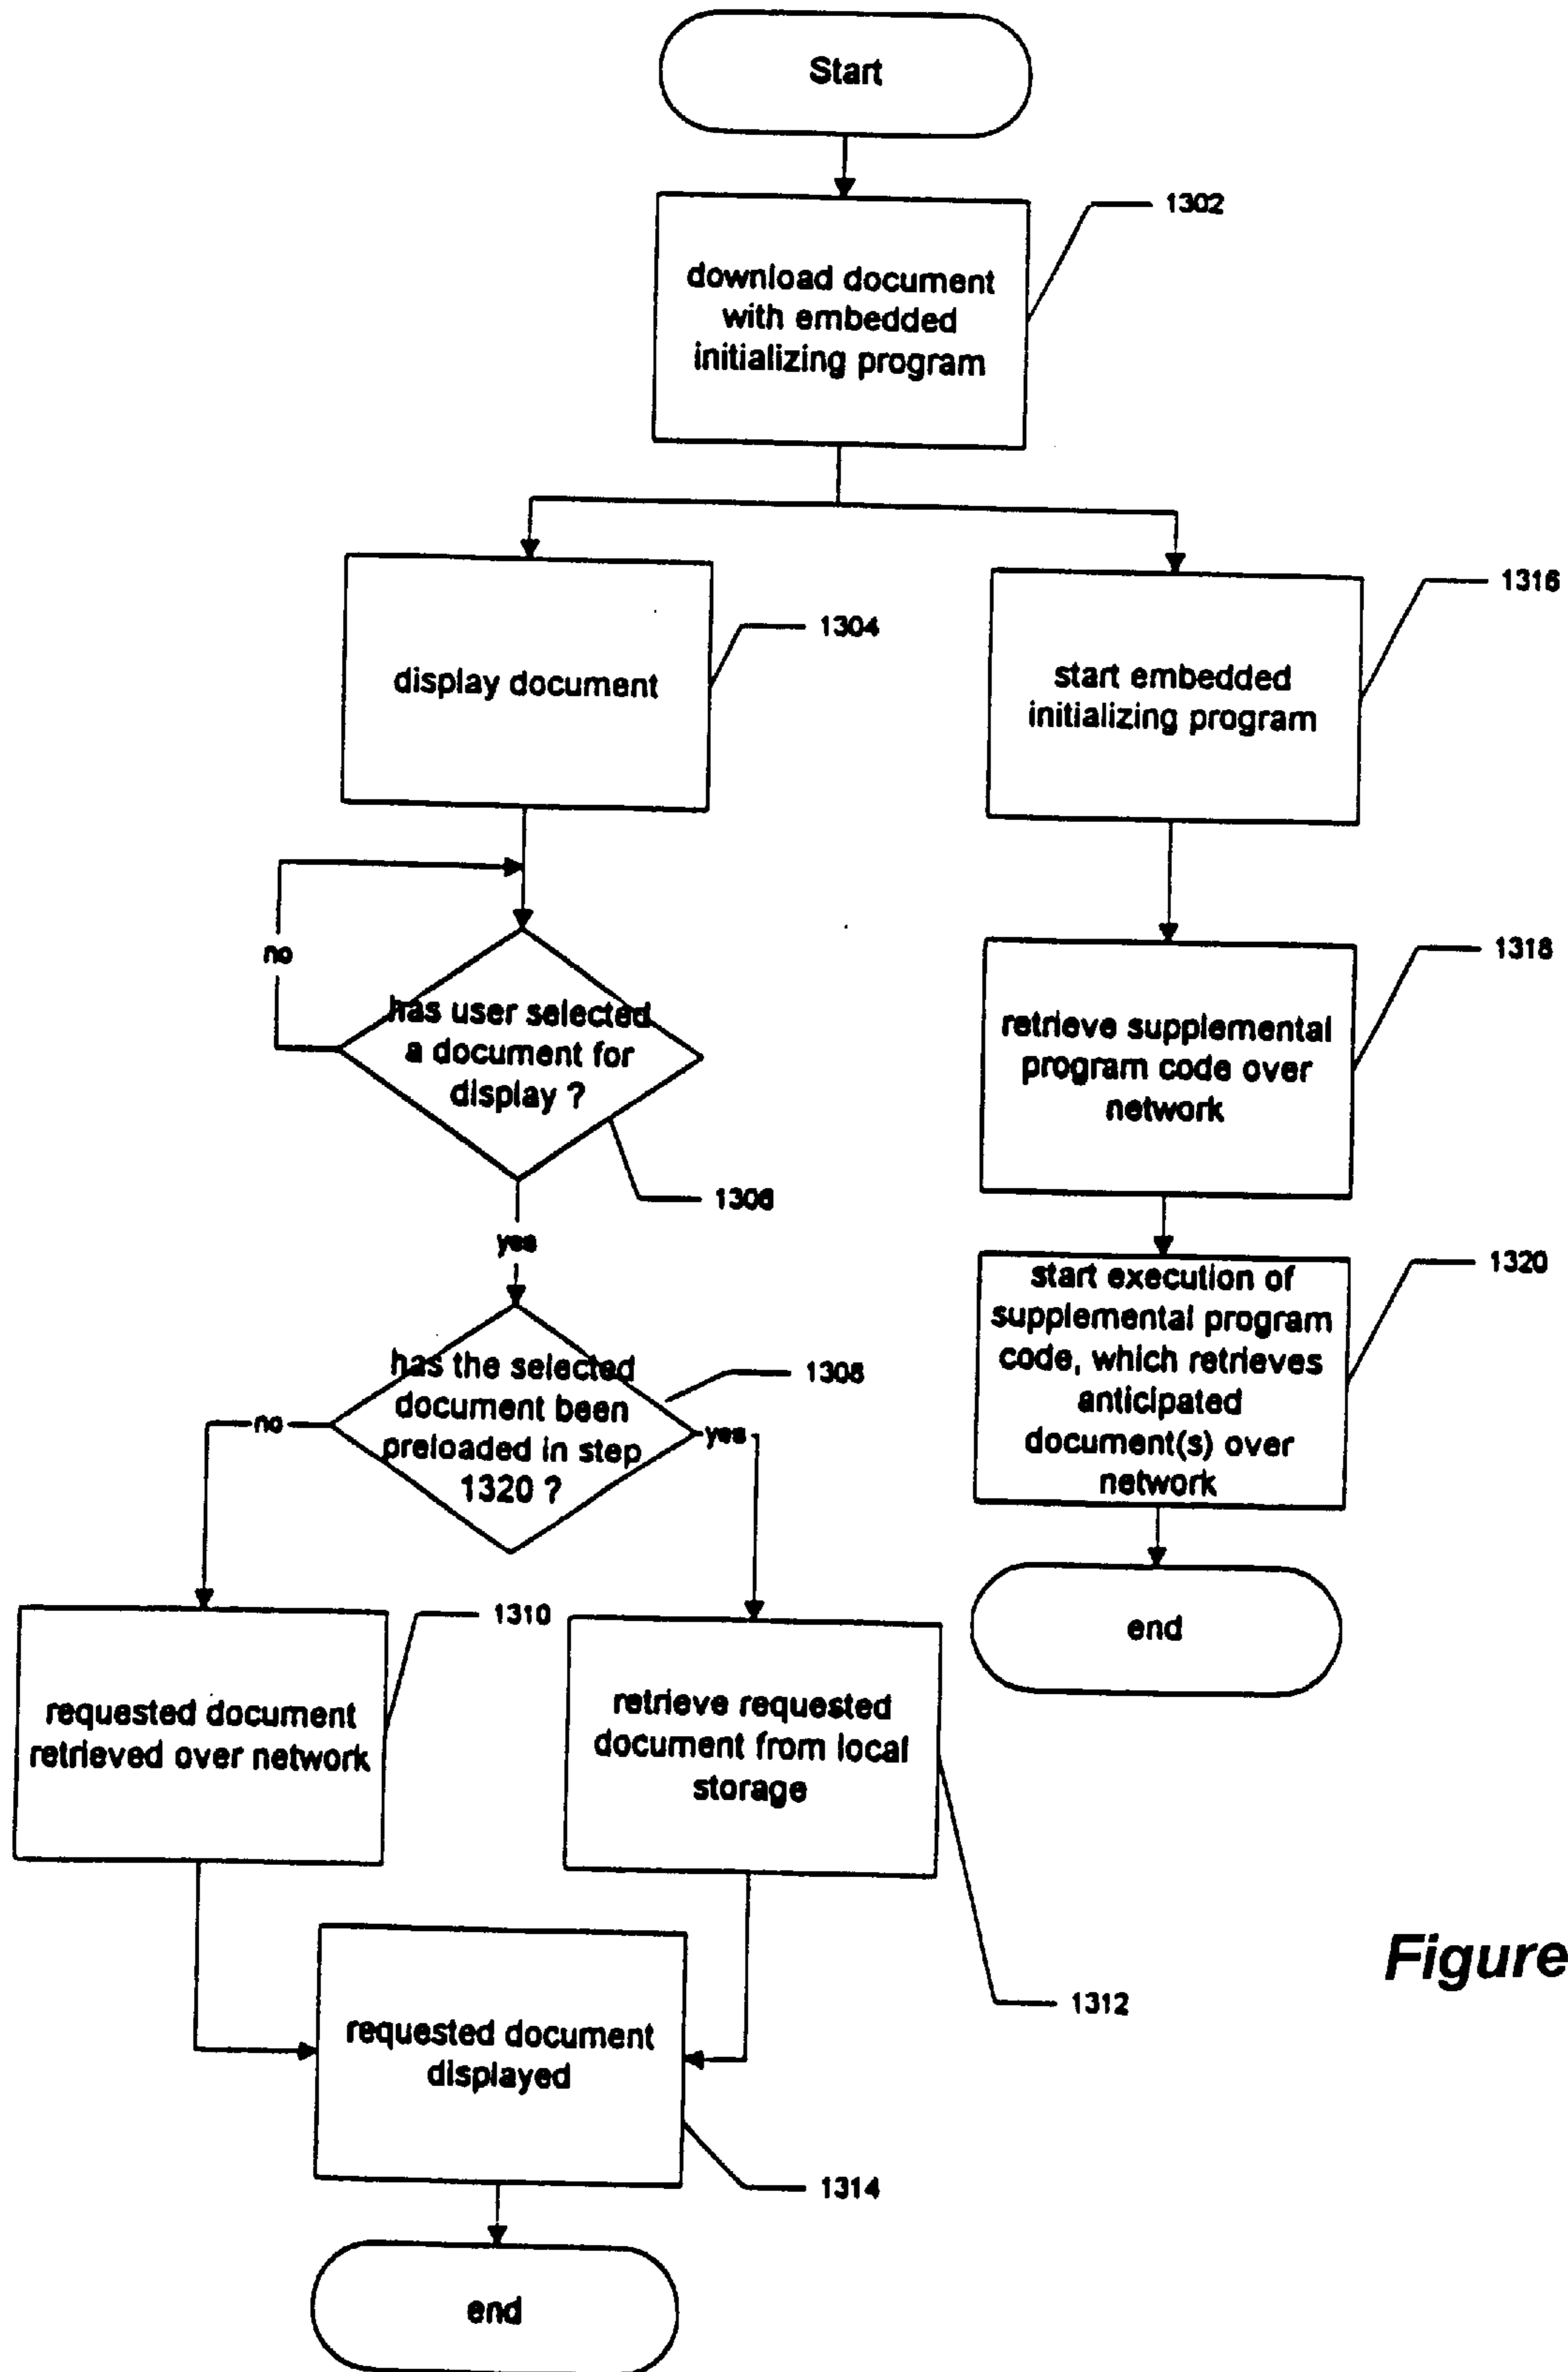 Start
1302
download document
with embedded
initializing program
1304
display document
1316
start embedded
initializing program
no
has user selected
a document for
display ?
1306
yes
1318
retrieve supplemental
program code over
network
1320
start execution of
supplemental program
code, which retrieves
anticipated
document(s) over
network
end
has the selected
document been
preloaded in step
1320 ?
1308
no
yes
1310
requested document
retrieved over network
retrieve requested
document from local
storage
1312
requested document
displayed
1314
end
Figure